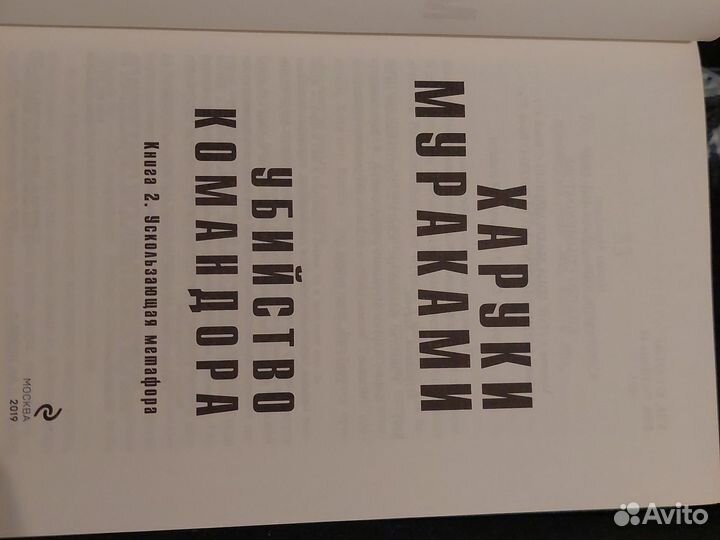 ХАРУКИ
МУРАКАМИ
УБИЙСТВО
КОМАНДОРА
Книга 2. Ускользающая метафора
МОСКВА
2019
Avito